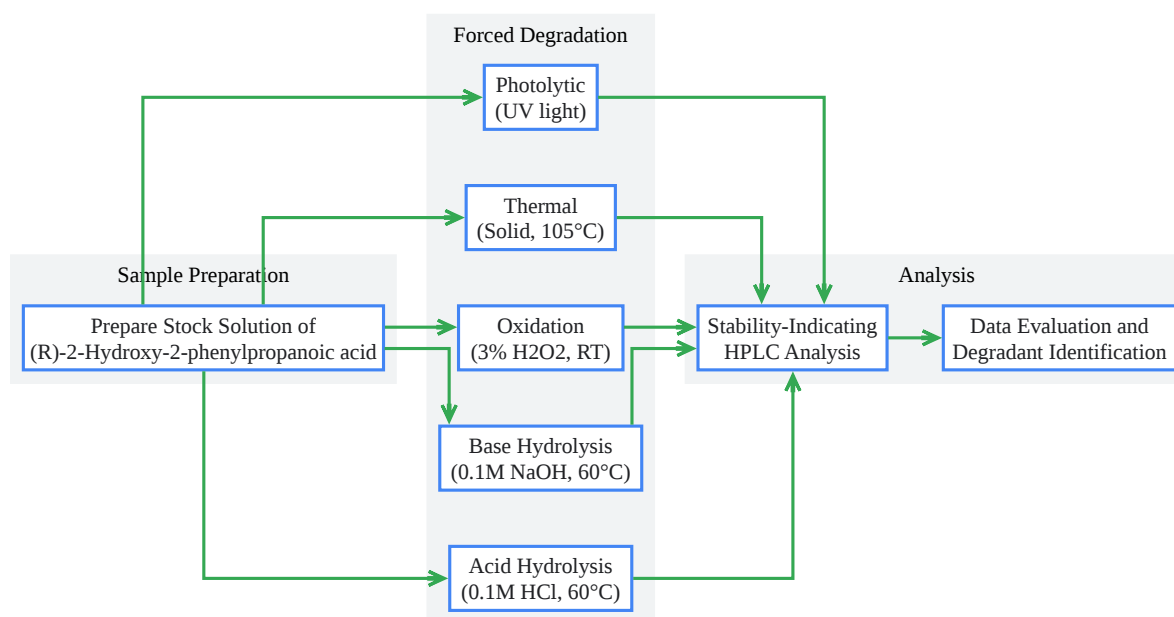 Forced Degradation
Photolytic
(UV light)
Thermal
(Solid, 105°C)
Sample Preparation
Prepare Stock Solution of
(R)-2-Hydroxy-2-phenylpropanoic acid
Oxidation
(3% H2O2, RT)
Base Hydrolysis
(0.1M NaOH, 60°C)
Acid Hydrolysis
(0.1M HCl, 60°C)
Analysis
Stability-Indicating
HPLC Analysis
Data Evaluation and
Degradant Identification